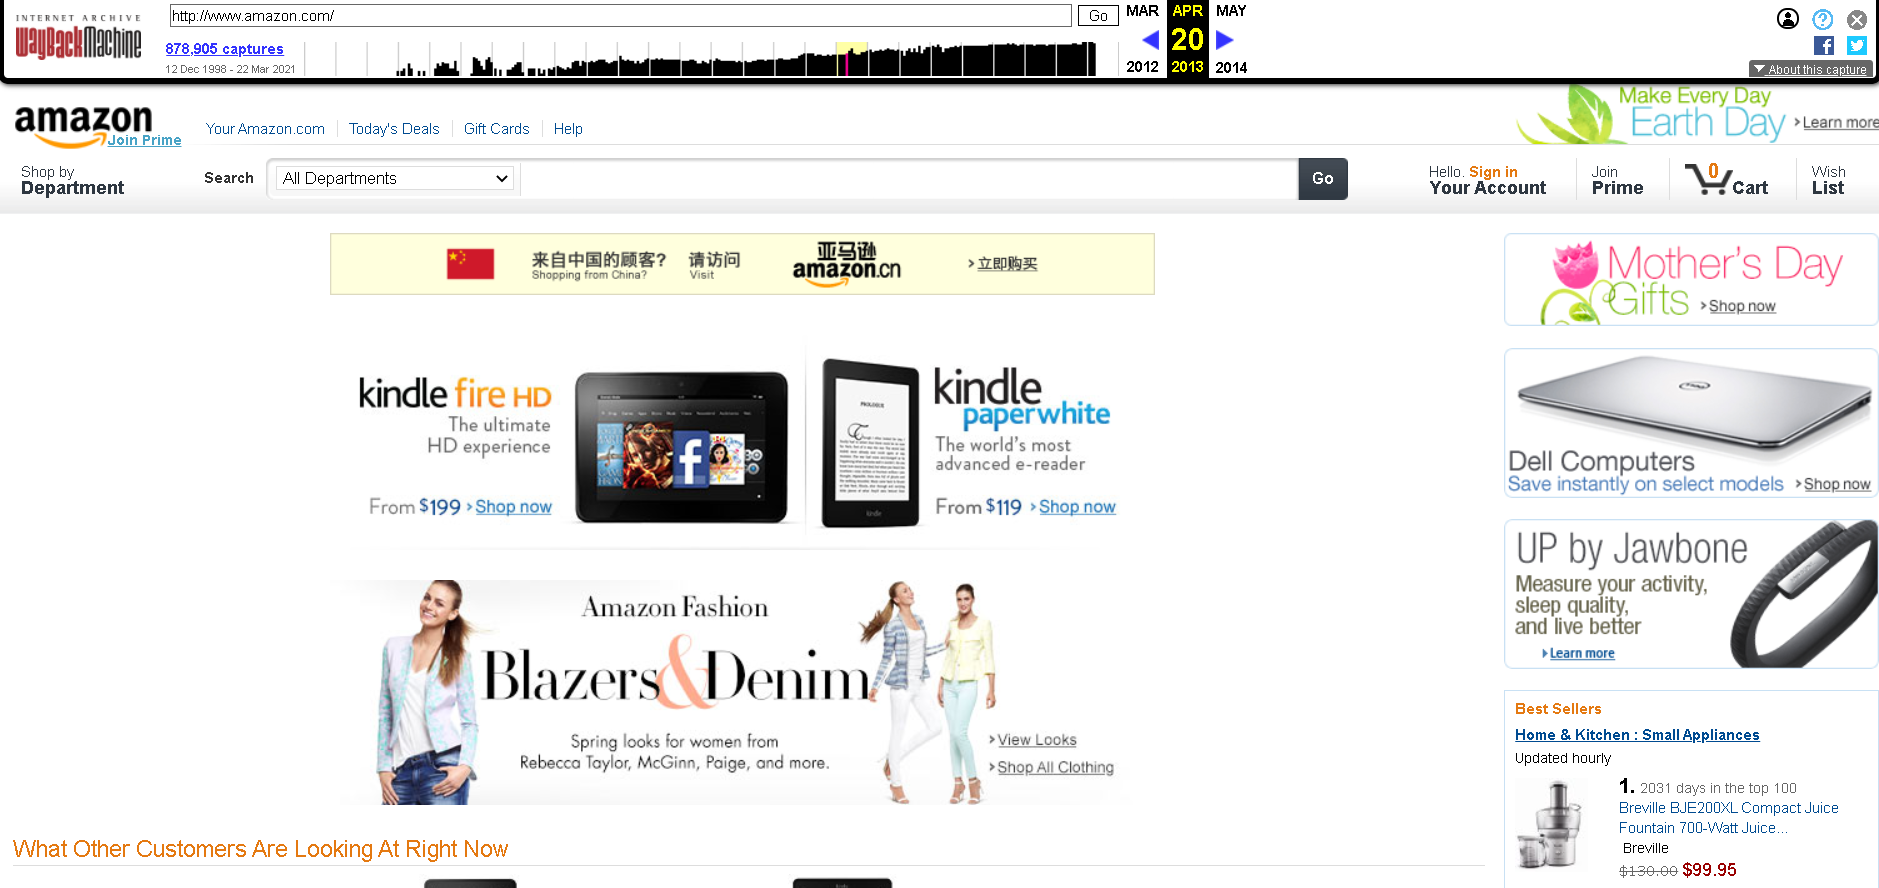 INTERNET ARCHIVE
WayBackMachine
http://www.amazon.com/
Go
878,905 captures
12 Dec 1998 - 22 Mar 2021
MAR
APR
MAY
20
2012
2013
2014
About this capture
amazon
Join Prime
Your Amazon.com
Today's Deals
Gift Cards
Help
Make Every Day
Earth Day
Learn more
Shop by
Department
Search
All Departments
Go
Hello. Sign in
Your Account
Join
Prime
0
Cart
Wish
List
来自中国的顾客?
Shopping from China?
请访问
Visit
亚马逊
amazon.cn
立即购买
Mother's Day
Gifts
Shop now
kindle fire HD
The ultimate
HD experience
From $199 Shop now
PROLOGUE
kindle
kindle
paperwhite
The world's most
advanced e-reader
From $119 Shop now
DELL
Dell Computers
Save instantly on select models
Shop now
UP by Jawbone
Measure your activity,
sleep quality,
and live better
Learn more
Amazon Fashion
Blazers & Denim
Spring looks for women from
Rebecca Taylor, McGinn, Paige, and more.
View Looks
Shop All Clothing
Best Sellers
Home & Kitchen : Small Appliances
Updated hourly
1. 2031 days in the top 100
Breville BJE200XL Compact Juice
Fountain 700-Watt Juice...
Breville
$130.00 $99.95
What Other Customers Are Looking At Right Now